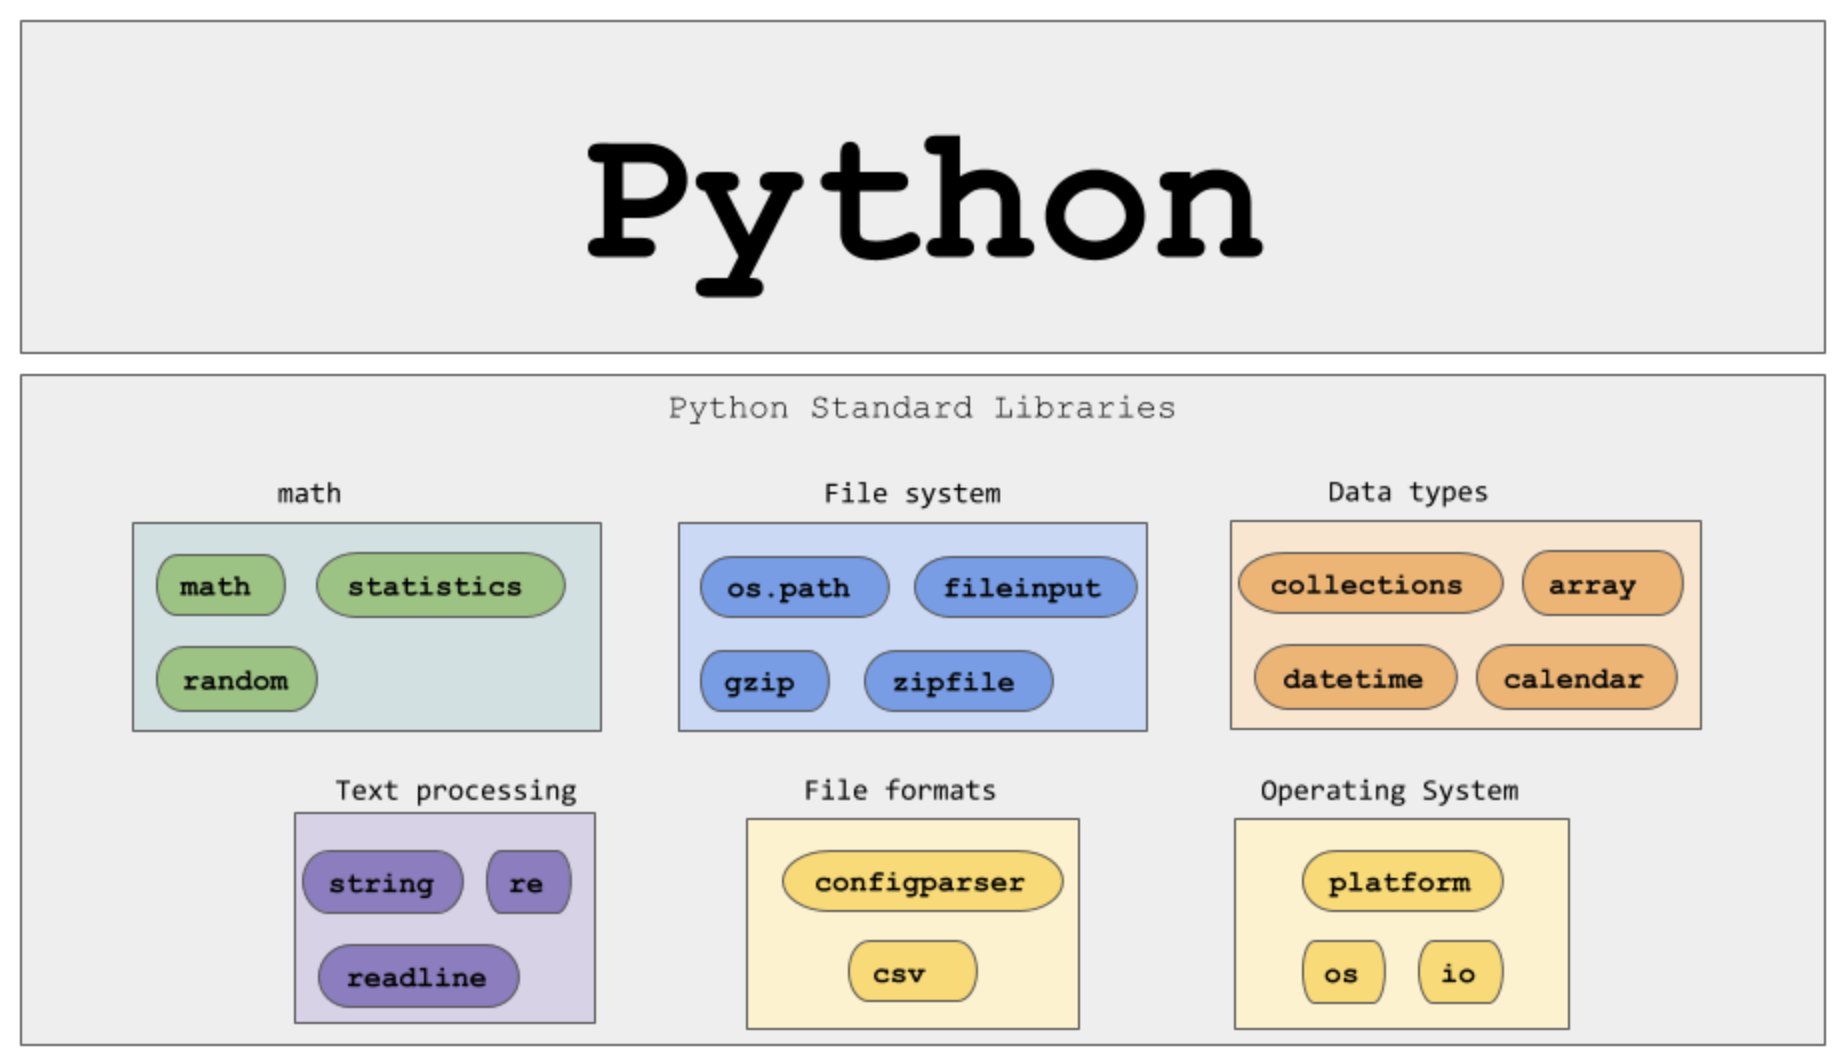 Python
Python Standard Libraries
math
File system
Data types
math
statistics
random
os.path
fileinput
gzip
zipfile
collections
array
datetime
calendar
Text processing
File formats
Operating System
string
re
readline
configparser
csv
platform
os
io